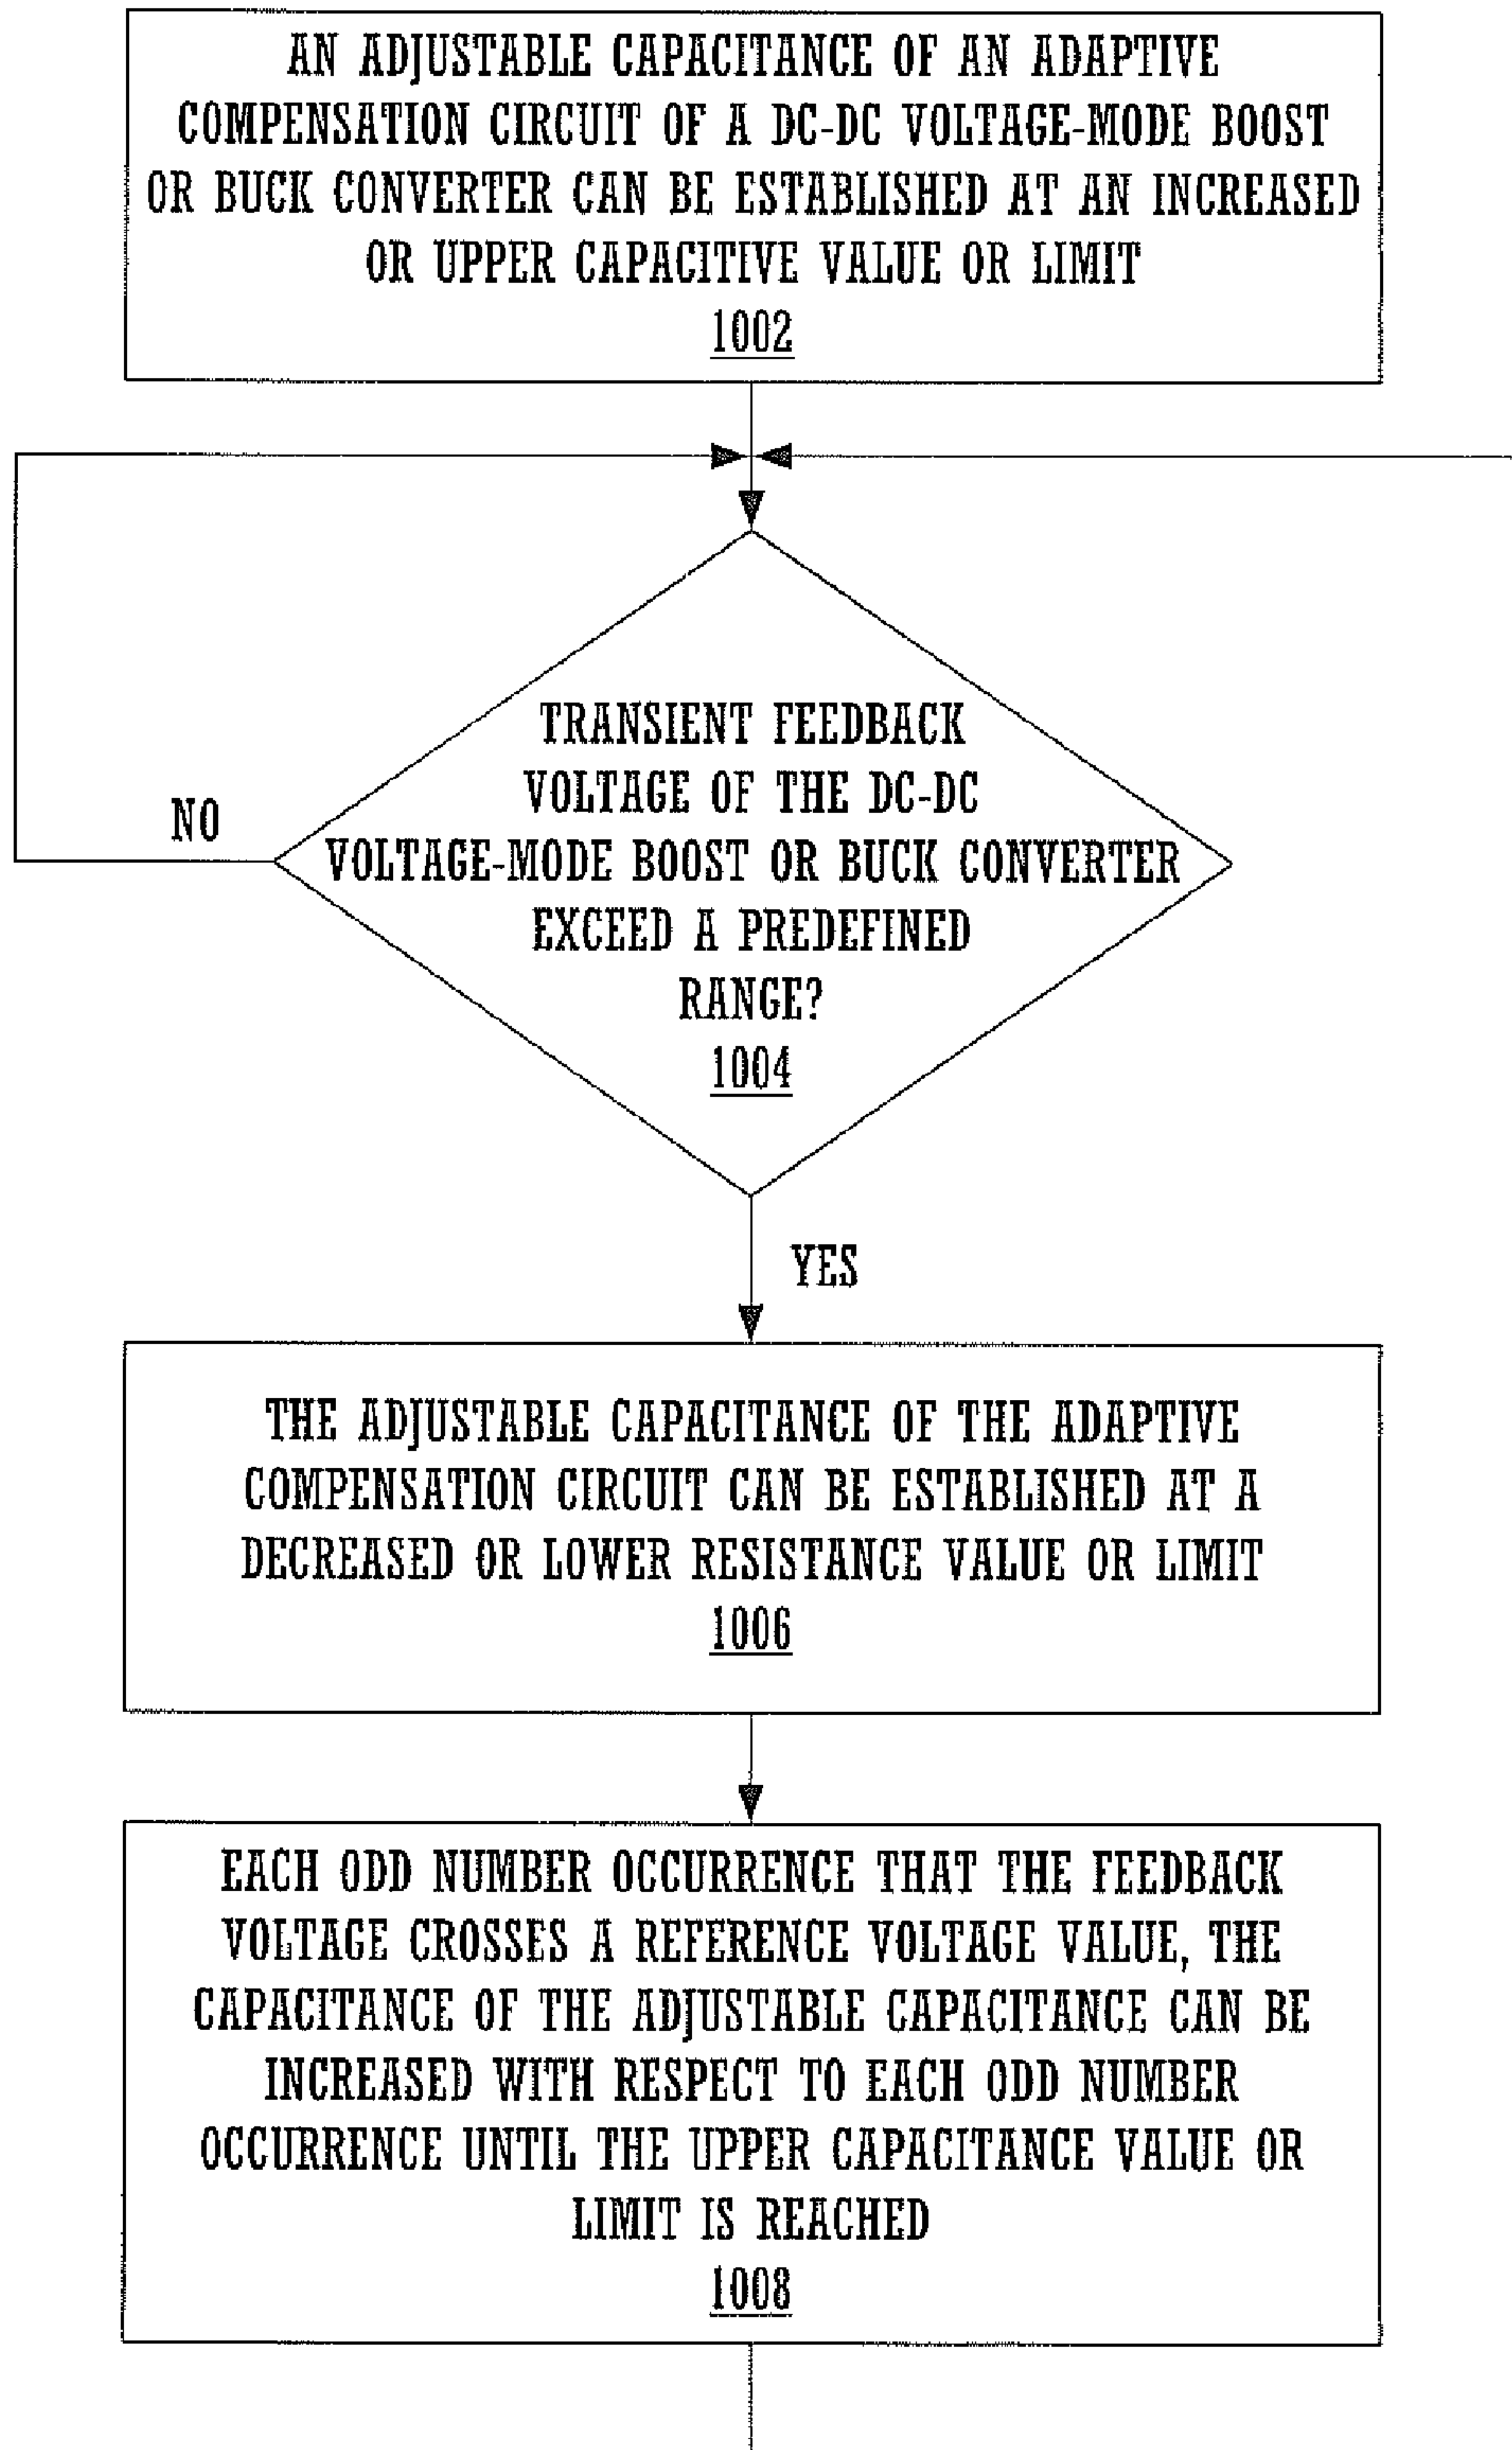 AN ADJUSTABLE CAPACITANCE OF AN ADAPTIVE
COMPENSATION CIRCUIT OF A DC-DC VOLTAGE-MODE BOOST
OR BUCK CONVERTER CAN BE ESTABLISHED AT AN INCREASED
OR UPPER CAPACITIVE VALUE OR LIMIT
1002
TRANSIENT FEEDBACK
VOLTAGE OF THE DC-DC
VOLTAGE-MODE BOOST OR BUCK CONVERTER
EXCEED A PREDEFINED
RANGE?
1004
NO
YES
THE ADJUSTABLE CAPACITANCE OF THE ADAPTIVE
COMPENSATION CIRCUIT CAN BE ESTABLISHED AT A
DECREASED OR LOWER RESISTANCE VALUE OR LIMIT
1006
EACH ODD NUMBER OCCURRENCE THAT THE FEEDBACK
VOLTAGE CROSSES A REFERENCE VOLTAGE VALUE, THE
CAPACITANCE OF THE ADJUSTABLE CAPACITANCE CAN BE
INCREASED WITH RESPECT TO EACH ODD NUMBER
OCCURRENCE UNTIL THE UPPER CAPACITANCE VALUE OR
LIMIT IS REACHED
1008